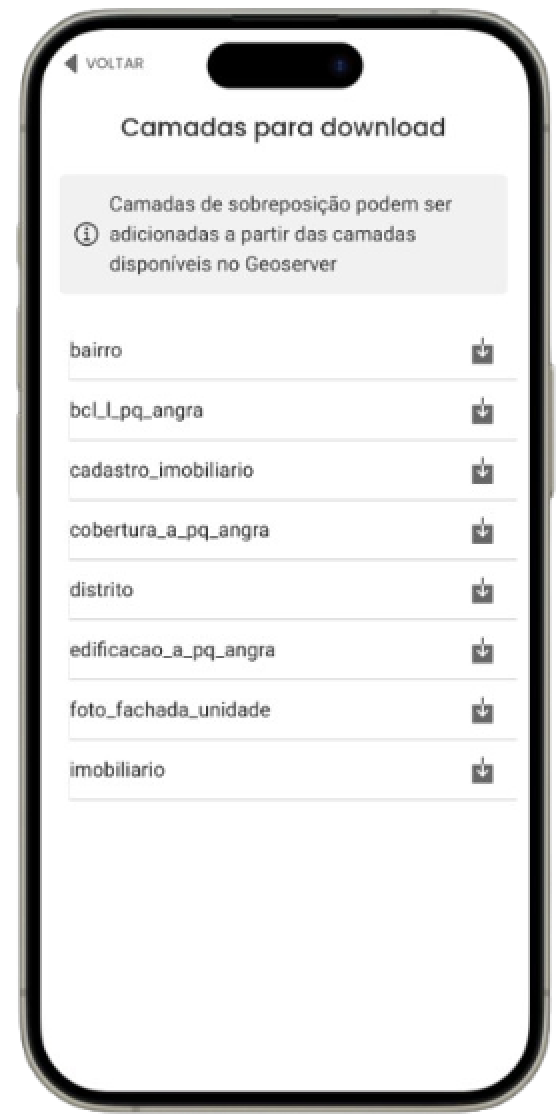 VOLTAR
Camadas para download
Camadas de sobreposição podem ser
adicionadas a partir das camadas
disponíveis no Geoserver
bairro
bcl_l_pq_angra
cadastro_imobiliario
cobertura_a_pq_angra
distrito
edificacao_a_pq_angra
foto_fachada_unidade
imobiliario